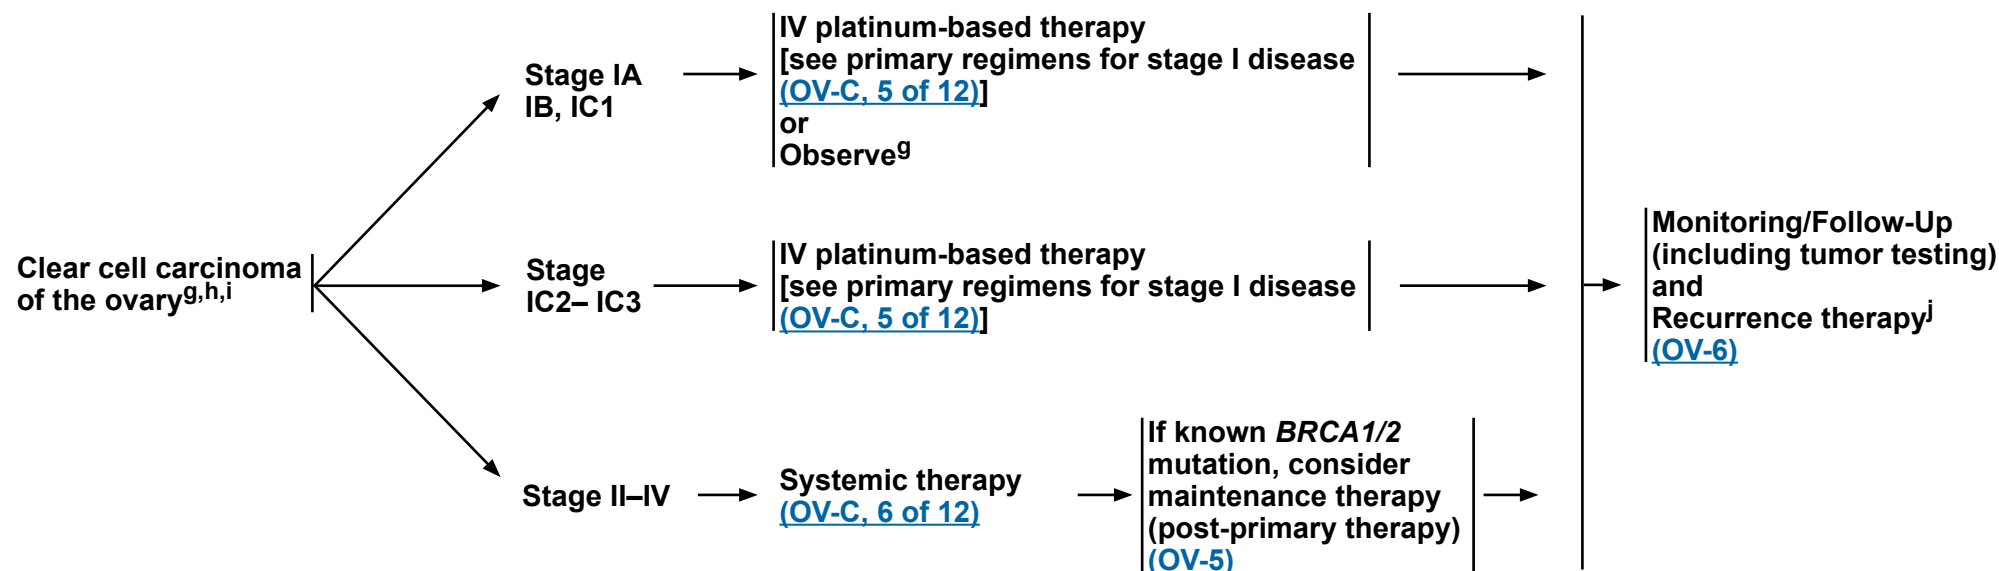 Clear cell carcinoma
of the ovaryg,h,i
Stage IA
IB, IC1
IV platinum-based therapy
[see primary regimens for stage I disease
(OV-C, 5 of 12)]
or
Observeg
Stage
IC2– IC3
IV platinum-based therapy
[see primary regimens for stage I disease
(OV-C, 5 of 12)]
Stage II–IV
Systemic therapy
(OV-C, 6 of 12)
If known BRCA1/2
mutation, consider
maintenance therapy
(post-primary therapy)
(OV-5)
Monitoring/Follow-Up
(including tumor testing)
and
Recurrence therapyj
(OV-6)